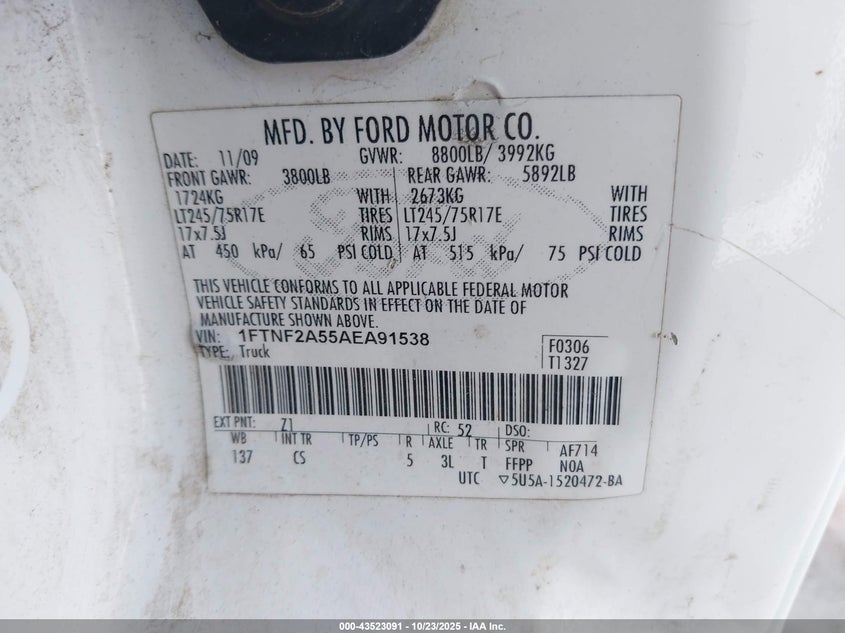 MFD. BY FORD MOTOR CO.
DATE: 11/09 GVWR: 8800LB/ 3992KG
FRONT GAWR: 3800LB REAR GAWR: 5892LB
1724KG WITH 2673KG WITH
LT245/75R17E TIRES LT245/75R17E TIRES
17x7.5J RIMS 17x7.5J RIMS
AT 450 kPa/ 65 PSI COLD AT 515 kPa/ 75 PSI COLD
THIS VEHICLE CONFORMS TO ALL APPLICABLE FEDERAL MOTOR
VEHICLE SAFETY STANDARDS IN EFFECT ON THE DATE OF
MANUFACTURE SHOWN ABOVE.
VIN: 1FTNF2A55AEA91538 F0306
TYPE: Truck T1327
EXT PNT: Z1 RC: 52 DSO:
WB INT TR TP/PS R AXLE TR SPR AF714
137 CS 5 3L T FFPP NOA
UTC ▽5U5A-1520472-BA
000-43523091 - 10/23/2025 - IAA Inc.